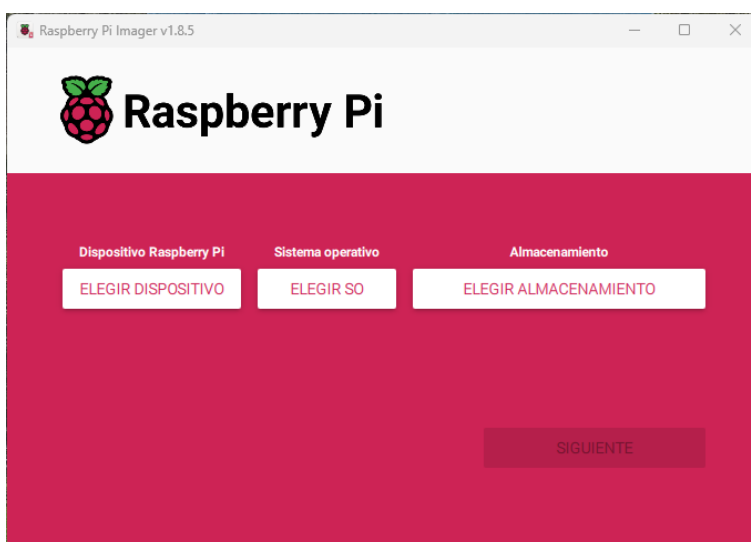 Raspberry Pi Imager v1.8.5
Raspberry Pi
Dispositivo Raspberry Pi
Sistema operativo
Almacenamiento
ELEGIR DISPOSITIVO
ELEGIR SO
ELEGIR ALMACENAMIENTO
SIGUIENTE